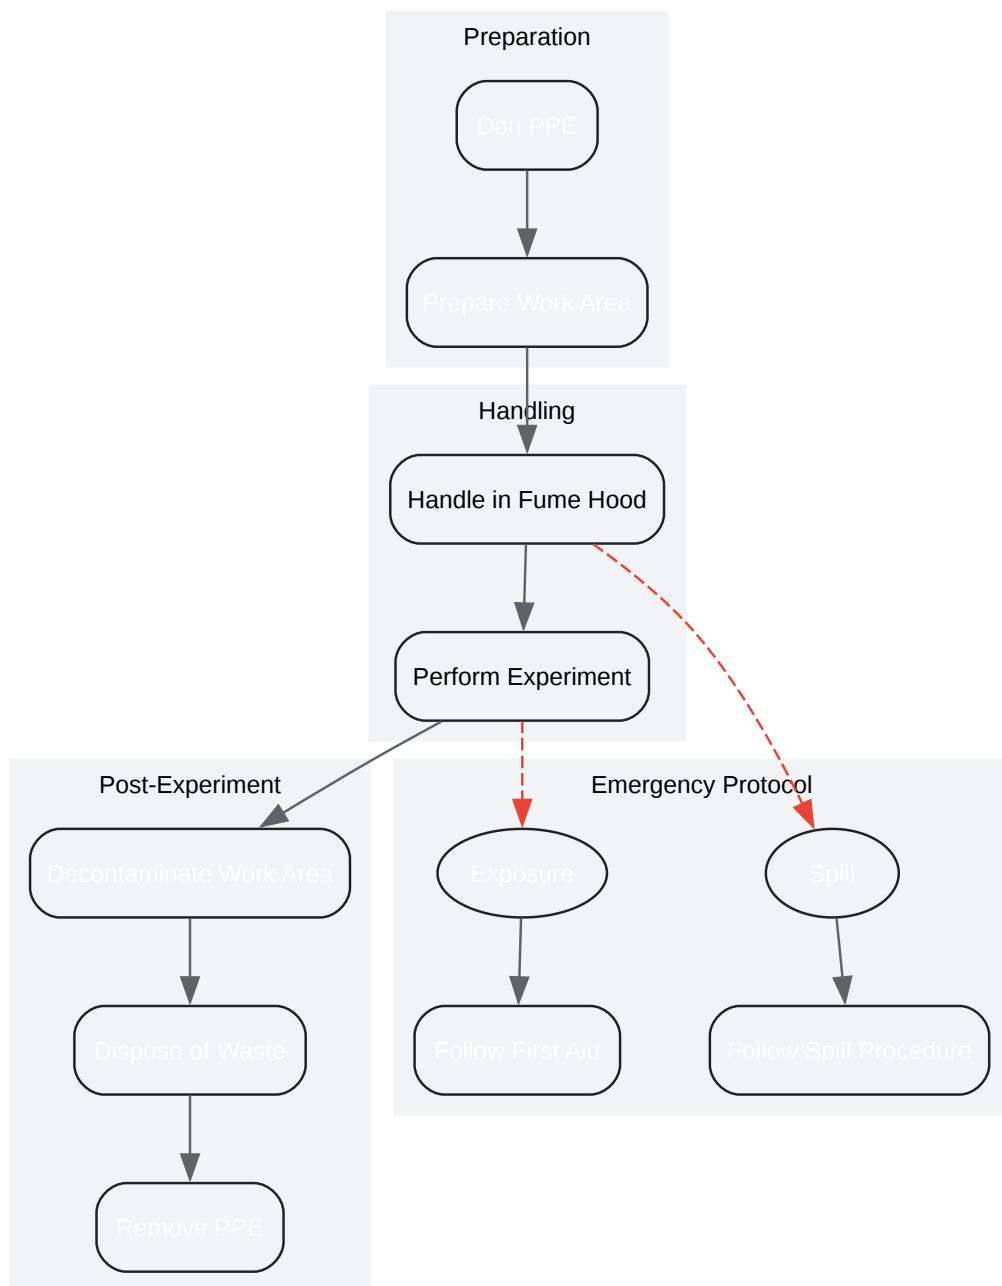 Preparation
Don PPE
Prepare Work Area
Handling
Handle in Fume Hood
Perform Experiment
Post-Experiment
Decontaminate Work Area
Dispose of Waste
Remove PPE
Emergency Protocol
Exposure
Spill
Follow First Aid
Follow Spill Procedure